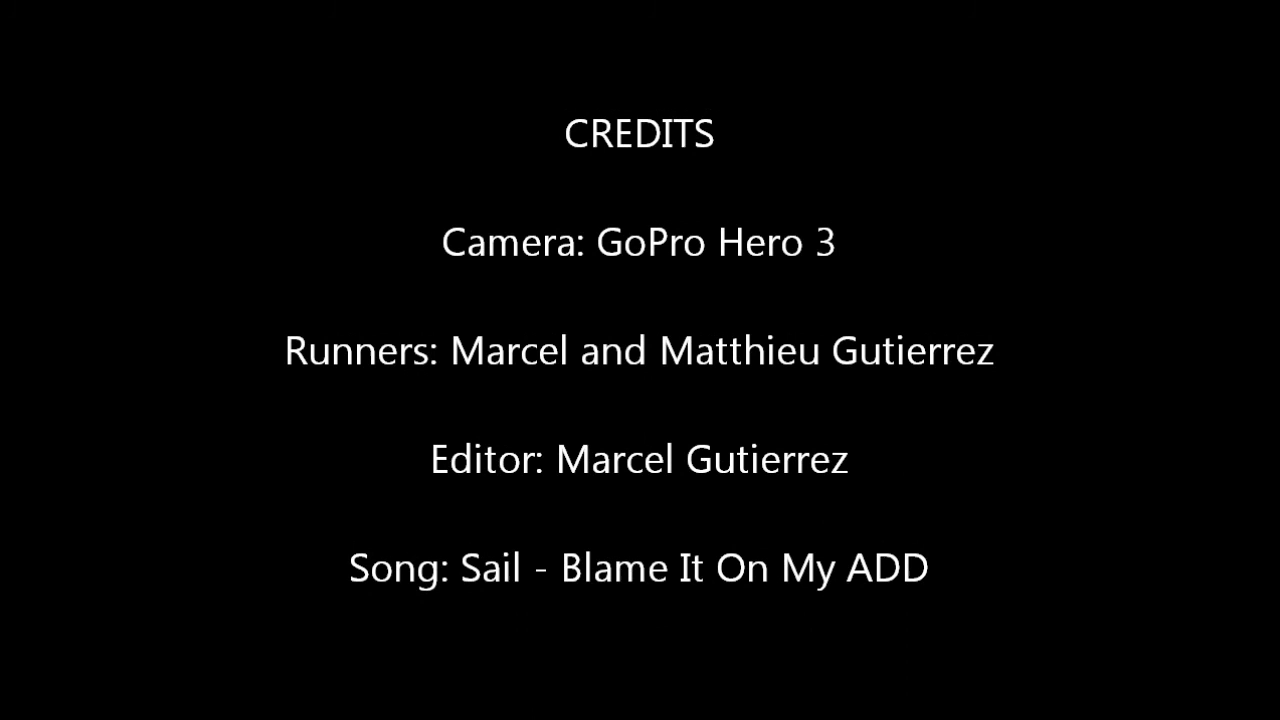 CREDITS
Camera: GoPro Hero 3
Runners: Marcel and Matthieu Gutierrez
Editor: Marcel Gutierrez
Song: Sail - Blame It On My ADD